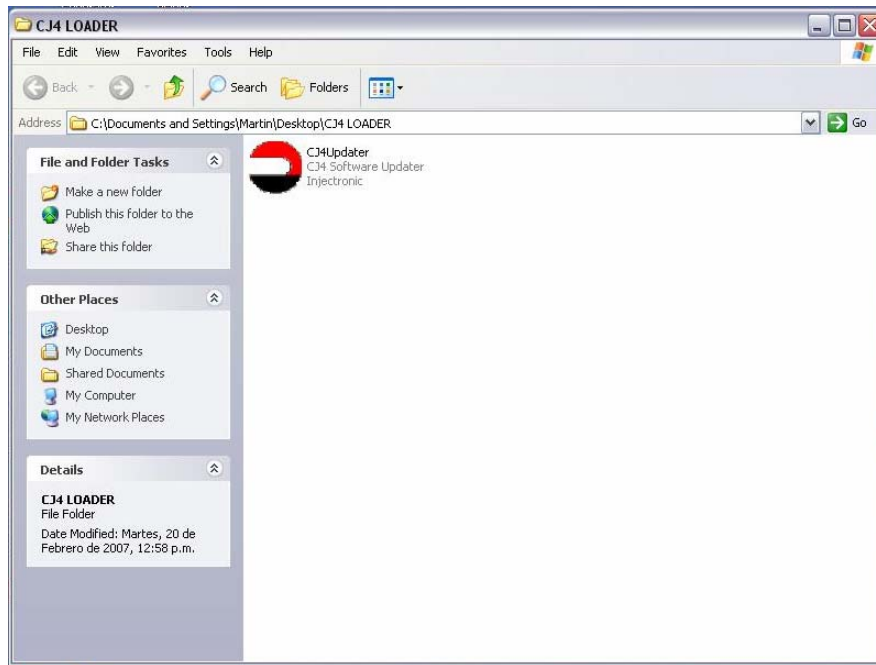 CJ4 LOADER
File Edit View Favorites Tools Help
Back Search Folders
Address C:\Documents and Settings\Martin\Desktop\CJ4 LOADER Go
File and Folder Tasks
Make a new folder
Publish this folder to the
Web
Share this folder
Other Places
Desktop
My Documents
Shared Documents
My Computer
My Network Places
Details
CJ4 LOADER
File Folder
Date Modified: Martes, 20 de
Febrero de 2007, 12:58 p.m.
CJ4Updater
CJ4 Software Updater
Injectronic